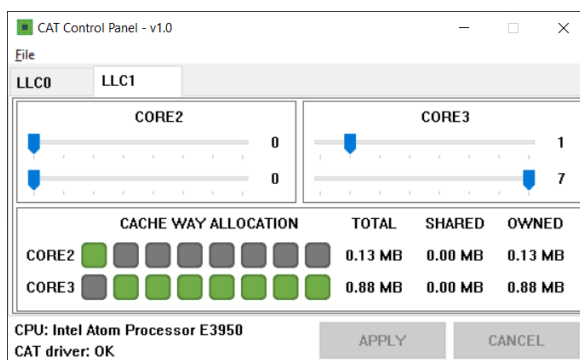 CAT Control Panel - v1.0
File
LLC0 LLC1
CORE2 CORE3
0 1
0 7
CACHE WAY ALLOCATION TOTAL SHARED OWNED
CORE2 0.13 MB 0.00 MB 0.13 MB
CORE3 0.88 MB 0.00 MB 0.88 MB
CPU: Intel Atom Processor E3950
CAT driver: OK
APPLY CANCEL